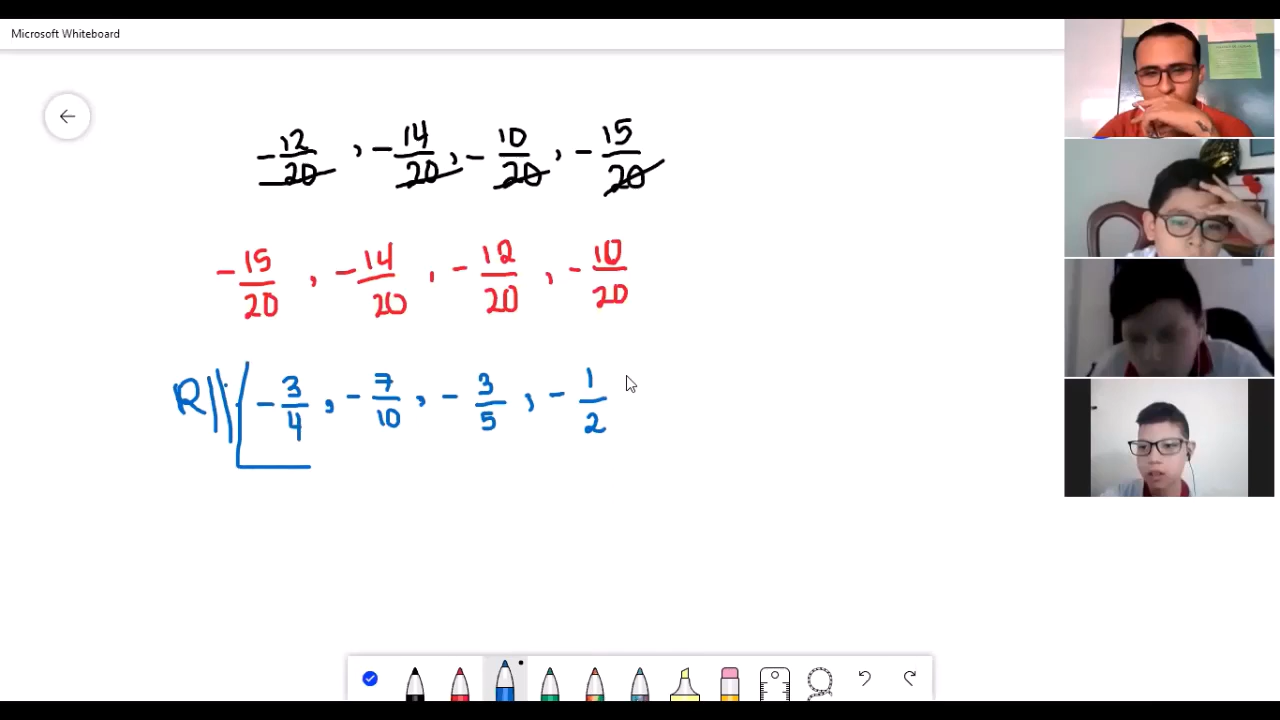 Microsoft Whiteboard
-12/20, -14/20, -10/20, -15/20
-15/20, -14/20, -12/20, -10/20
R// -3/4, -7/10, -3/5, -1/2